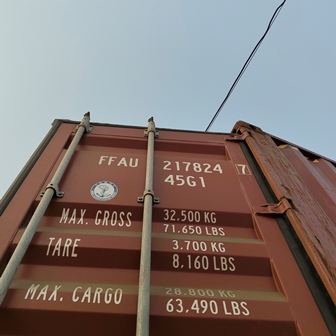 FFAU 217824 7
45G1
MAX. GROSS 32.500 KG
71.650 LBS
TARE 3.700 KG
8,160 LBS
MAX. CARGO 28.800 KG
63.490 LBS